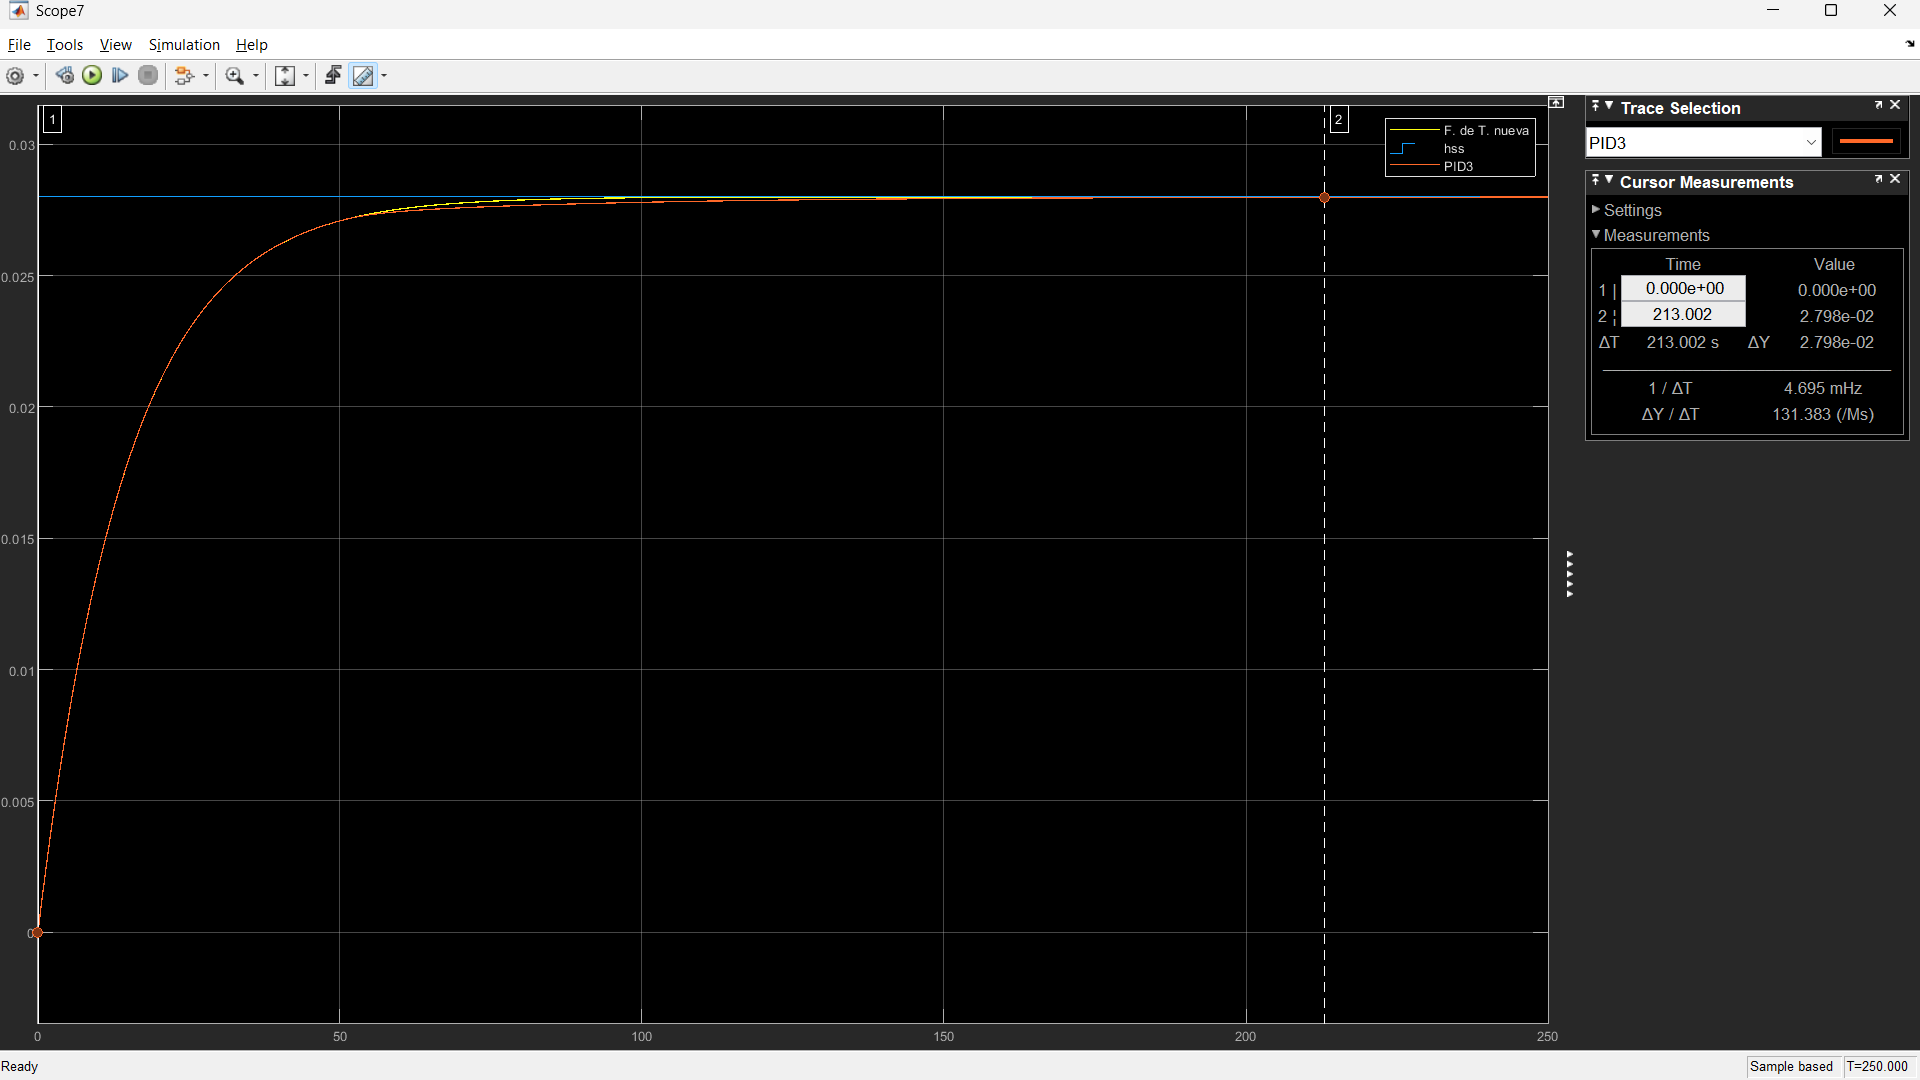 Scope7
File Tools View Simulation Help
1
2
F. de T. nueva
hss
PID3
0.03
0.025
0.02
0.015
0.01
0.005
0
0 50 100 150 200 250
Trace Selection
PID3
Cursor Measurements
Settings
Measurements
Time Value
1 | 0.000e+00 0.000e+00
2 ¦ 213.002 2.798e-02
ΔT 213.002 s ΔY 2.798e-02
1 / ΔT 4.695 mHz
ΔY / ΔT 131.383 (/Ms)
Ready Sample based T=250.000